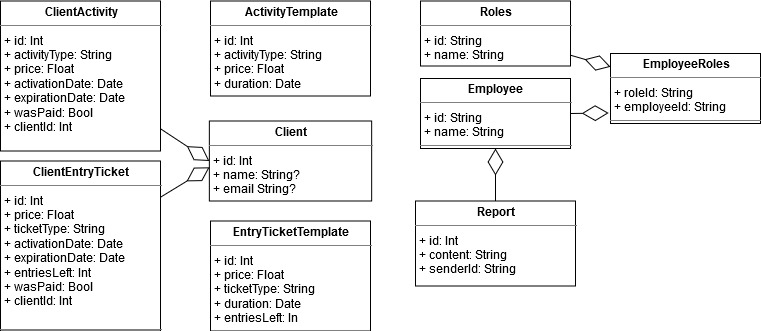 ClientActivity
+ id: Int
+ activityType: String
+ price: Float
+ activationDate: Date
+ expirationDate: Date
+ wasPaid: Bool
+ clientId: Int
ActivityTemplate
+ id: Int
+ activityType: String
+ price: Float
+ duration: Date
Roles
+ id: String
+ name: String
EmployeeRoles
+ roleId: String
+ employeeId: String
Employee
+ id: String
+ name: String
Client
+ id: Int
+ name: String?
+ email String?
ClientEntryTicket
+ id: Int
+ price: Float
+ ticketType: String
+ activationDate: Date
+ expirationDate: Date
+ entriesLeft: Int
+ wasPaid: Bool
+ clientId: Int
EntryTicketTemplate
+ id: Int
+ price: Float
+ ticketType: String
+ duration: Date
+ entriesLeft: In
Report
+ id: Int
+ content: String
+ senderId: String